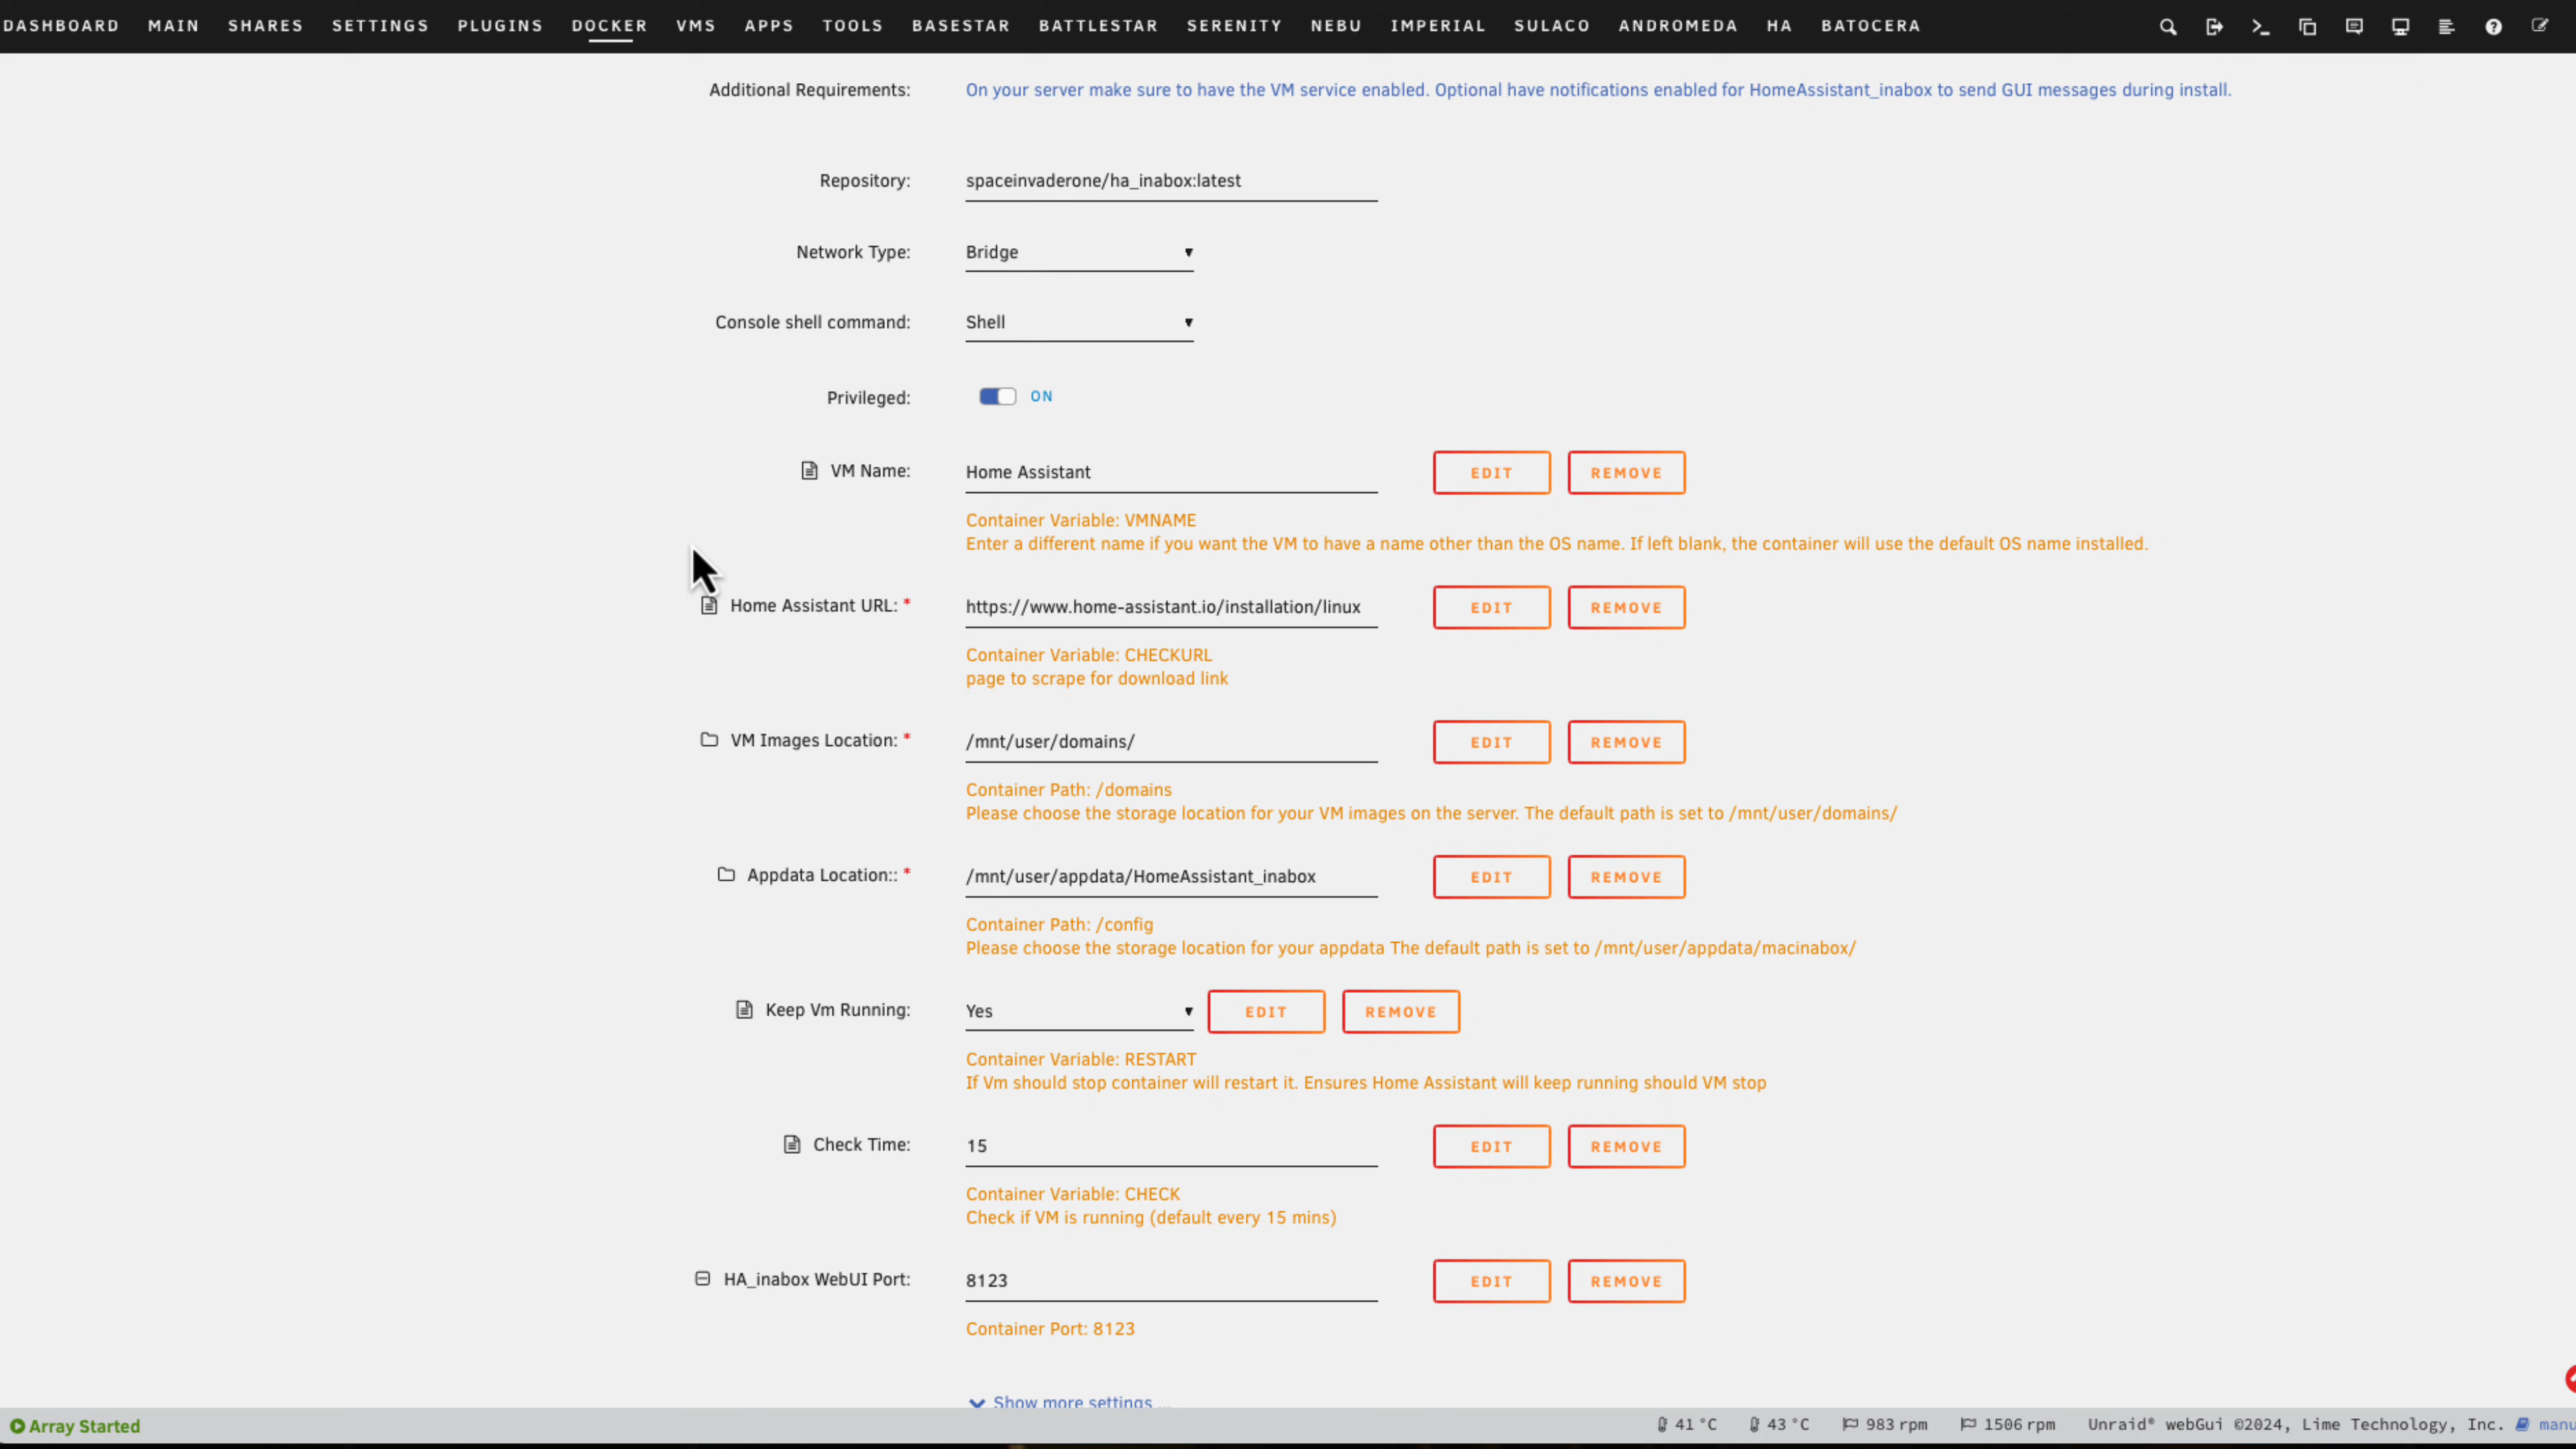 DASHBOARD MAIN SHARES SETTINGS PLUGINS DOCKER VMS APPS TOOLS BASESTAR BATTLESTAR SERENITY NEBU IMPERIAL SULACO ANDROMEDA HA BATOCERA
Additional Requirements: On your server make sure to have the VM service enabled. Optional have notifications enabled for HomeAssistant_inabox to send GUI messages during install.
Repository: spaceinvaderone/ha_inabox:latest
Network Type: Bridge
Console shell command: Shell
Privileged: ON
VM Name: Home Assistant EDIT REMOVE
Container Variable: VMNAME
Enter a different name if you want the VM to have a name other than the OS name. If left blank, the container will use the default OS name installed.
Home Assistant URL: * https://www.home-assistant.io/installation/linux EDIT REMOVE
Container Variable: CHECKURL
page to scrape for download link
VM Images Location: * /mnt/user/domains/ EDIT REMOVE
Container Path: /domains
Please choose the storage location for your VM images on the server. The default path is set to /mnt/user/domains/
Appdata Location:: * /mnt/user/appdata/HomeAssistant_inabox EDIT REMOVE
Container Path: /config
Please choose the storage location for your appdata The default path is set to /mnt/user/appdata/macinabox/
Keep Vm Running: Yes EDIT REMOVE
Container Variable: RESTART
If Vm should stop container will restart it. Ensures Home Assistant will keep running should VM stop
Check Time: 15 EDIT REMOVE
Container Variable: CHECK
Check if VM is running (default every 15 mins)
HA_inabox WebUI Port: 8123 EDIT REMOVE
Container Port: 8123
Show more settings ...
Array Started 41 °C 43 °C 983 rpm 1506 rpm Unraid® webGui ©2024, Lime Technology, Inc. manu